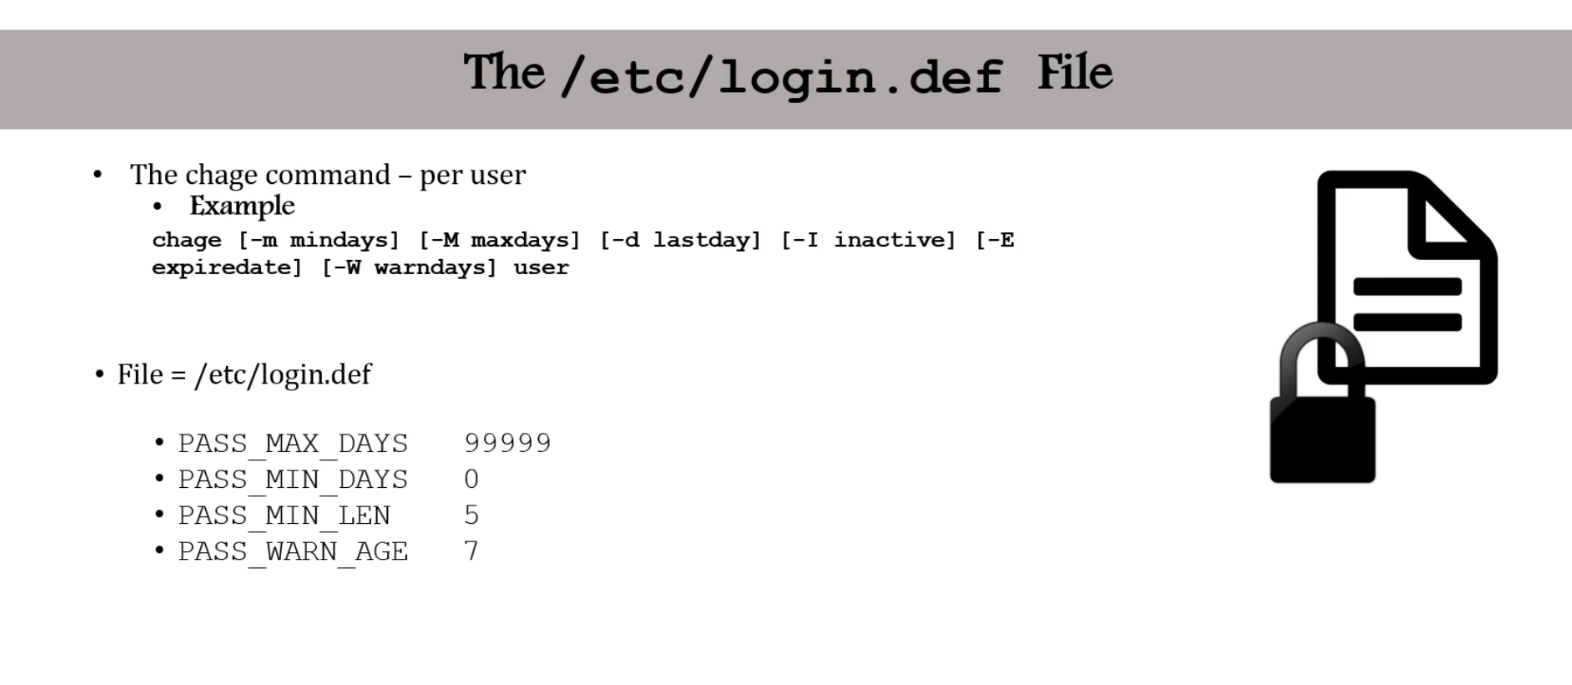 The /etc/login.def File
• The chage command – per user
• Example
chage [-m mindays] [-M maxdays] [-d lastday] [-I inactive] [-E
expiredate] [-W warndays] user
• File = /etc/login.def
• PASS_MAX_DAYS 99999
• PASS_MIN_DAYS 0
• PASS_MIN_LEN 5
• PASS_WARN_AGE 7